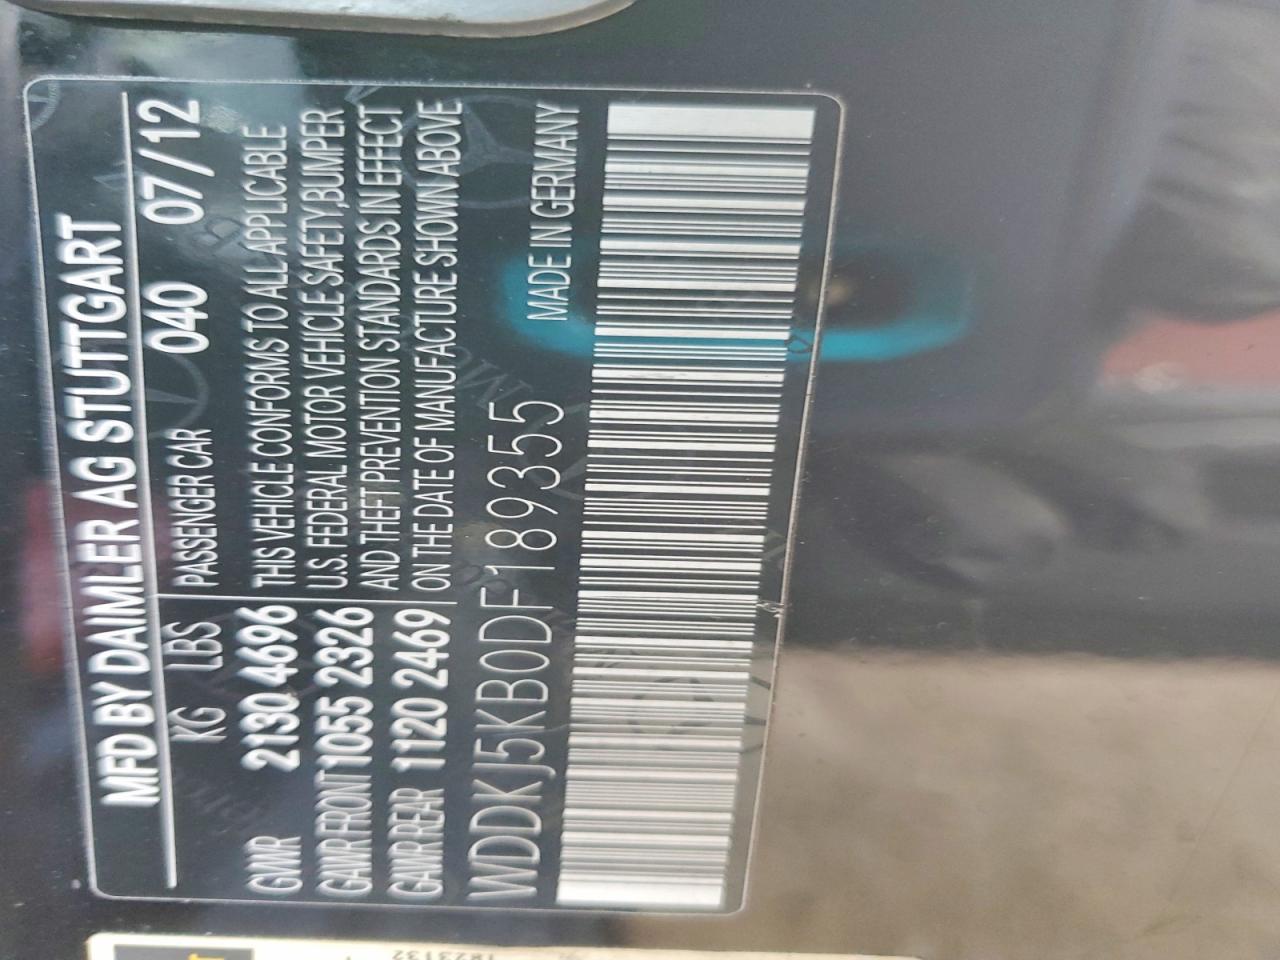 MFD BY DAIMLER AG STUTTGART
KG LBS PASSENGER CAR 040 07/12
GVWR 2130 4696
GAWR FRONT 1055 2326
GAWR REAR 1120 2469
THIS VEHICLE CONFORMS TO ALL APPLICABLE
U.S. FEDERAL MOTOR VEHICLE SAFETY,BUMPER
AND THEFT PREVENTION STANDARDS IN EFFECT
ON THE DATE OF MANUFACTURE SHOWN ABOVE
WDDKJ5KB0DF189355 MADE IN GERMANY
1823132